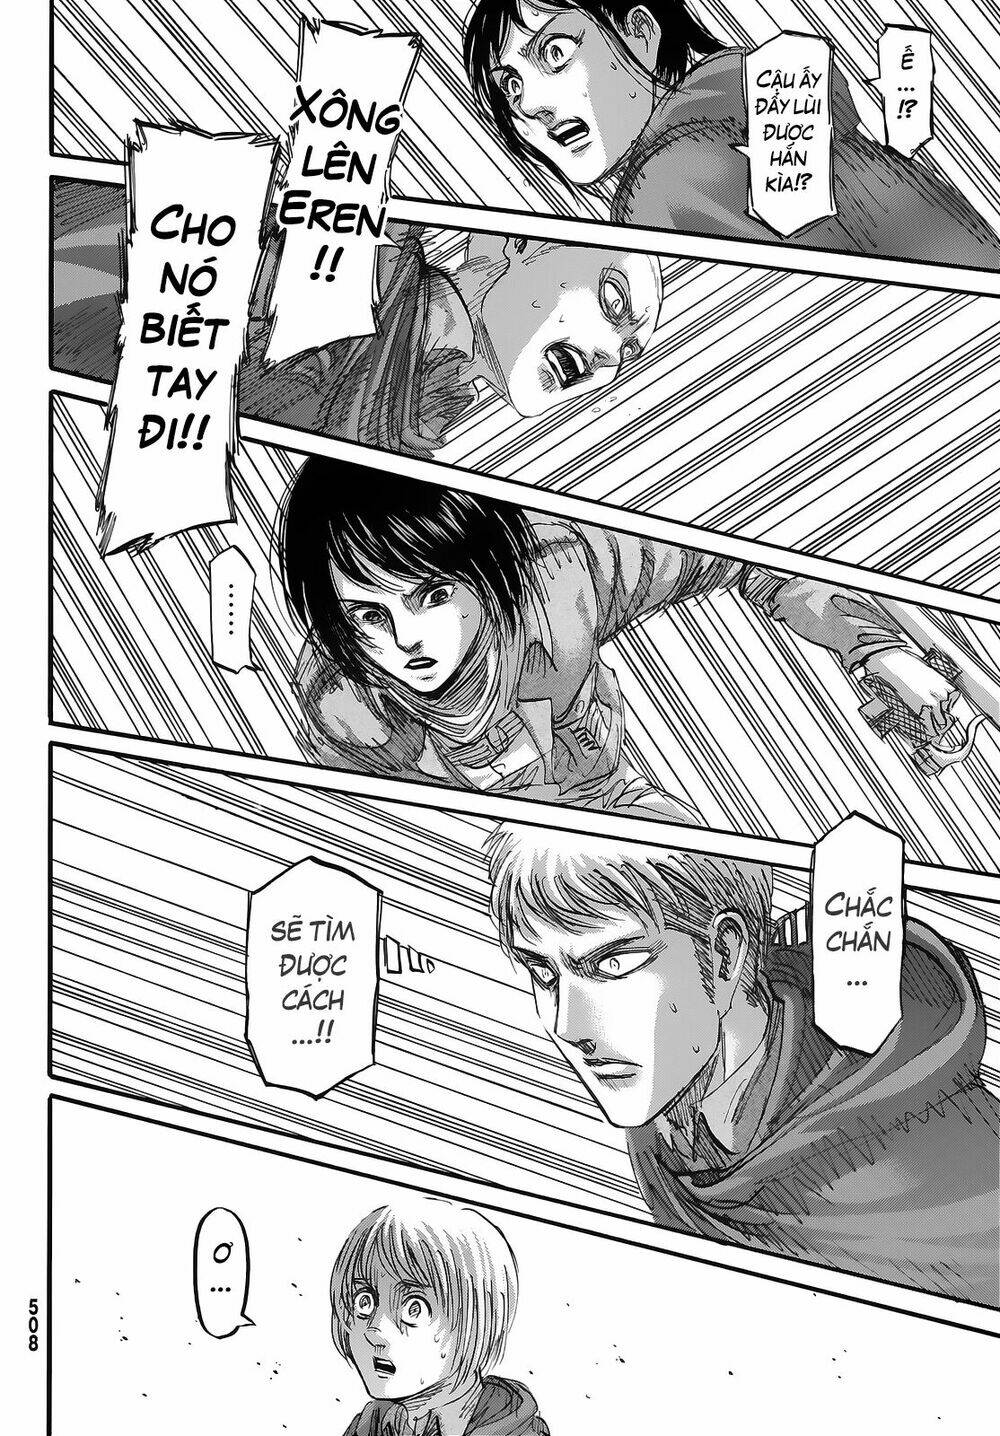 Ế
...!?
CẬU ẤY
ĐẨY LÙI
ĐƯỢC
HẮN
KÌA!?
XÔNG
LÊN
EREN
!!
CHO
NÓ
BIẾT
TAY
ĐI!!
......
CHẮC
CHẮN
...
SẼ TÌM
ĐƯỢC
CÁCH
...!!
Ơ
...
508